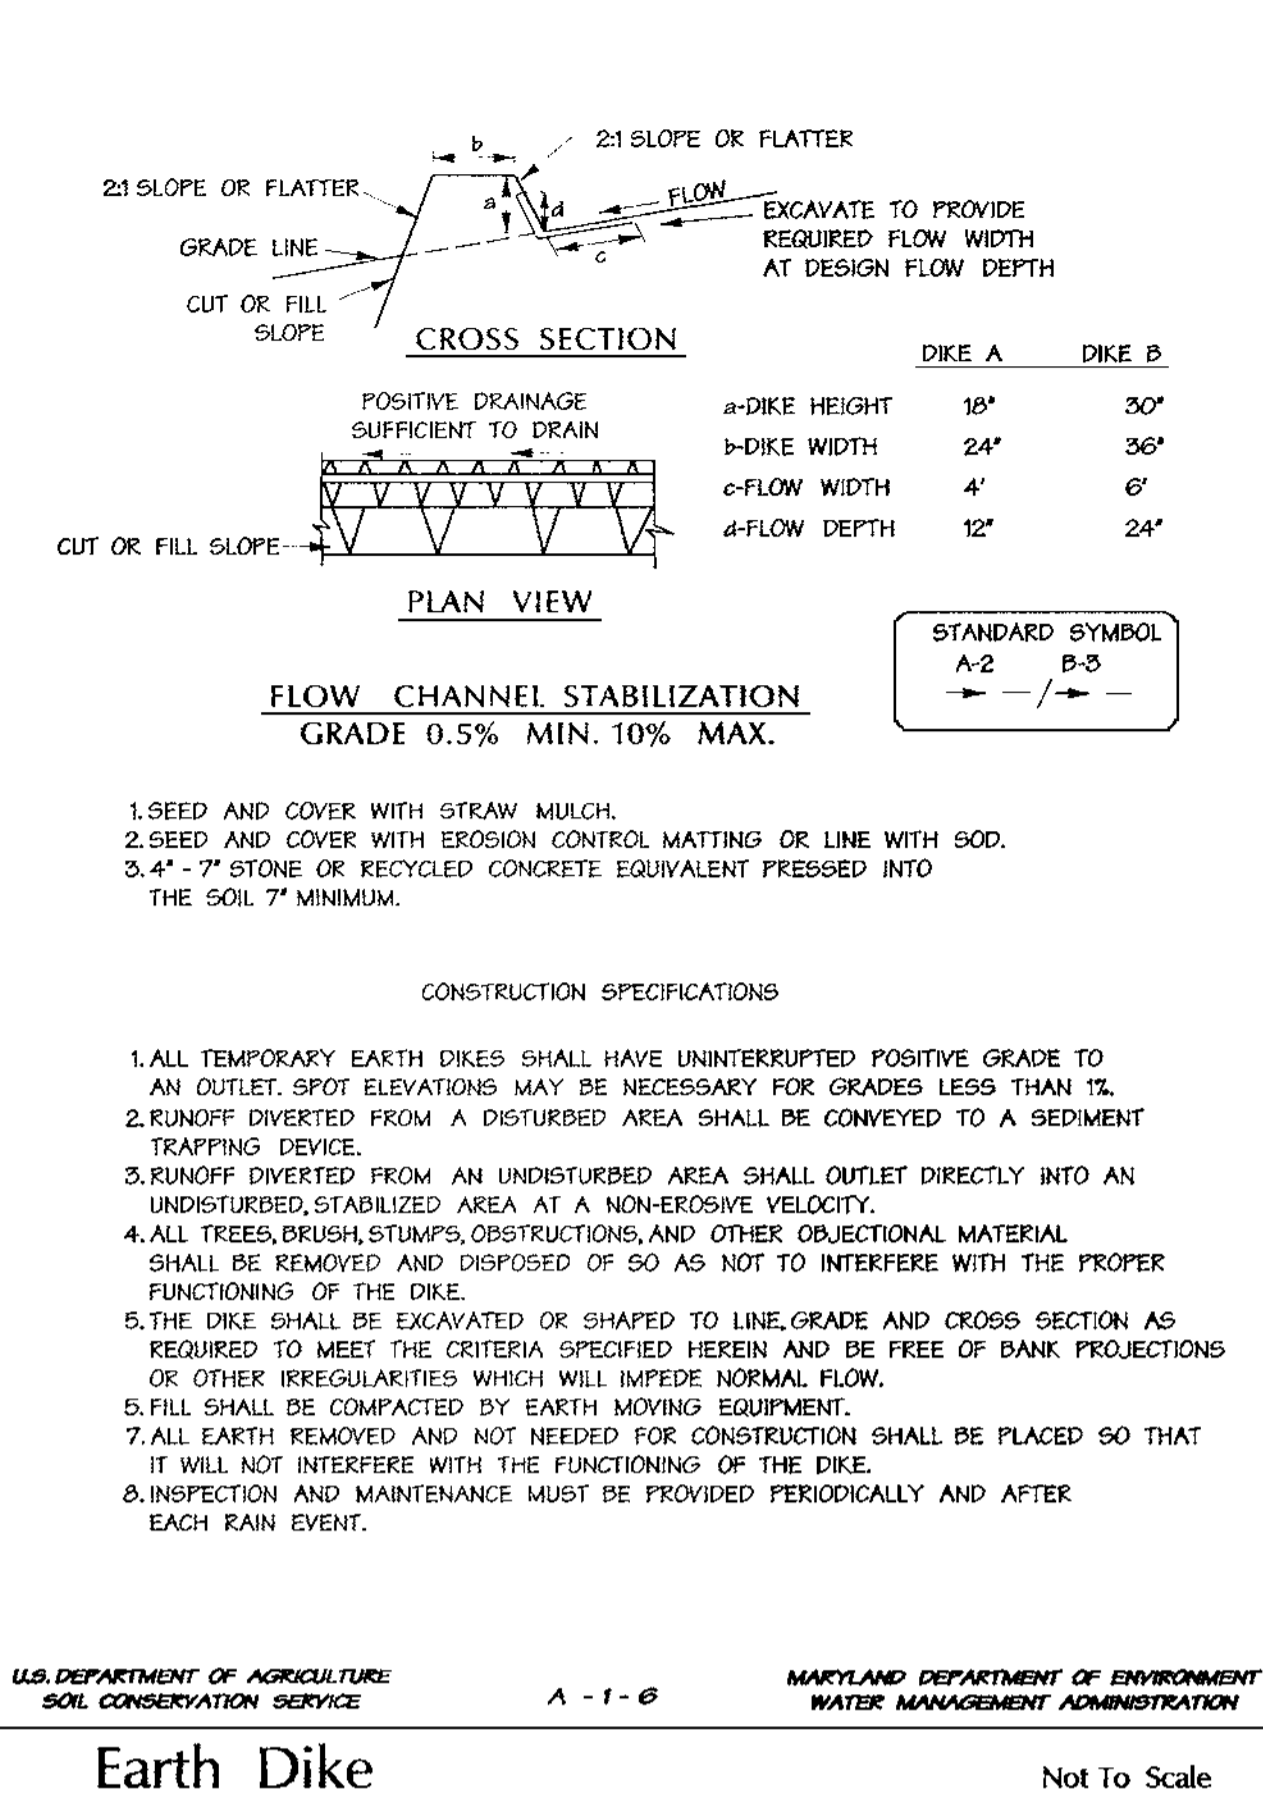 b
2:1 SLOPE OR FLATTER
2:1 SLOPE OR FLATTER
a
d
FLOW
EXCAVATE TO PROVIDE
REQUIRED FLOW WIDTH
AT DESIGN FLOW DEPTH
GRADE LINE
c
CUT OR FILL
SLOPE
CROSS SECTION
DIKE A DIKE B
a-DIKE HEIGHT 18" 30"
b-DIKE WIDTH 24" 36"
c-FLOW WIDTH 4' 6'
d-FLOW DEPTH 12" 24"
POSITIVE DRAINAGE
SUFFICIENT TO DRAIN
CUT OR FILL SLOPE
PLAN VIEW
STANDARD SYMBOL
A-2 B-3
FLOW CHANNEL STABILIZATION
GRADE 0.5% MIN. 10% MAX.
1. SEED AND COVER WITH STRAW MULCH.
2. SEED AND COVER WITH EROSION CONTROL MATTING OR LINE WITH SOD.
3. 4" - 7" STONE OR RECYCLED CONCRETE EQUIVALENT PRESSED INTO
THE SOIL 7" MINIMUM.
CONSTRUCTION SPECIFICATIONS
1. ALL TEMPORARY EARTH DIKES SHALL HAVE UNINTERRUPTED POSITIVE GRADE TO
AN OUTLET. SPOT ELEVATIONS MAY BE NECESSARY FOR GRADES LESS THAN 1%.
2. RUNOFF DIVERTED FROM A DISTURBED AREA SHALL BE CONVEYED TO A SEDIMENT
TRAPPING DEVICE.
3. RUNOFF DIVERTED FROM AN UNDISTURBED AREA SHALL OUTLET DIRECTLY INTO AN
UNDISTURBED, STABILIZED AREA AT A NON-EROSIVE VELOCITY.
4. ALL TREES, BRUSH, STUMPS, OBSTRUCTIONS, AND OTHER OBJECTIONAL MATERIAL
SHALL BE REMOVED AND DISPOSED OF SO AS NOT TO INTERFERE WITH THE PROPER
FUNCTIONING OF THE DIKE.
5. THE DIKE SHALL BE EXCAVATED OR SHAPED TO LINE, GRADE AND CROSS SECTION AS
REQUIRED TO MEET THE CRITERIA SPECIFIED HEREIN AND BE FREE OF BANK PROJECTIONS
OR OTHER IRREGULARITIES WHICH WILL IMPEDE NORMAL FLOW.
5. FILL SHALL BE COMPACTED BY EARTH MOVING EQUIPMENT.
7. ALL EARTH REMOVED AND NOT NEEDED FOR CONSTRUCTION SHALL BE PLACED SO THAT
IT WILL NOT INTERFERE WITH THE FUNCTIONING OF THE DIKE.
8. INSPECTION AND MAINTENANCE MUST BE PROVIDED PERIODICALLY AND AFTER
EACH RAIN EVENT.
U.S. DEPARTMENT OF AGRICULTURE
SOIL CONSERVATION SERVICE
A - 1 - 6
MARYLAND DEPARTMENT OF ENVIRONMENT
WATER MANAGEMENT ADMINISTRATION
Earth Dike
Not To Scale